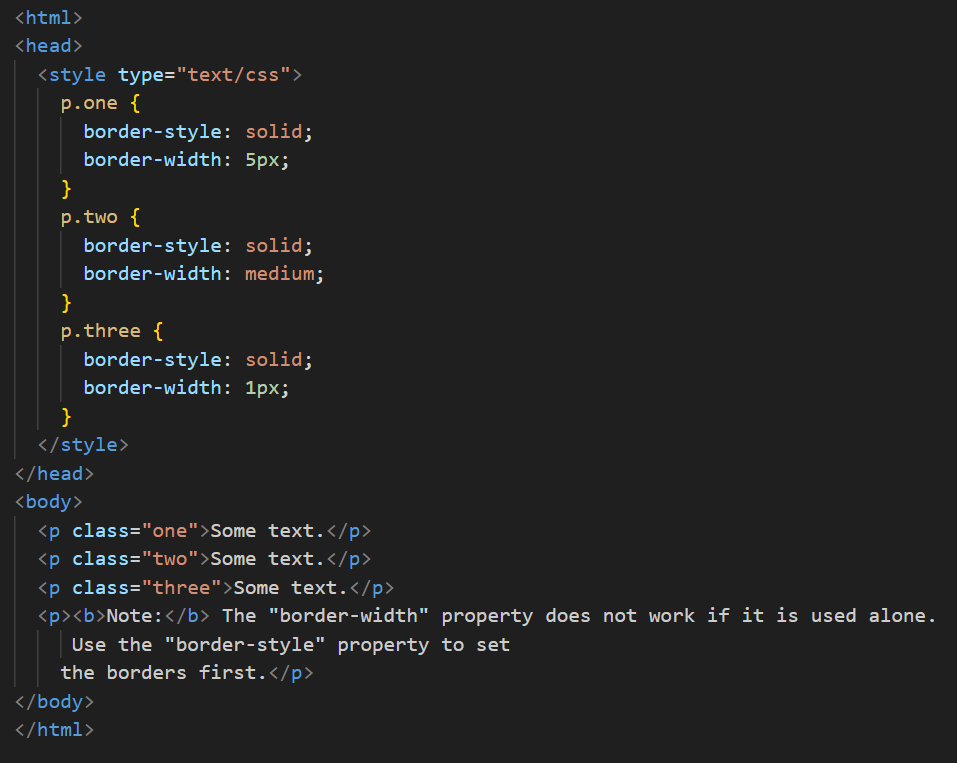 <html>
<head>
  <style type="text/css">
    p.one {
      border-style: solid;
      border-width: 5px;
    }
    p.two {
      border-style: solid;
      border-width: medium;
    }
    p.three {
      border-style: solid;
      border-width: 1px;
    }
  </style>
</head>
<body>
  <p class="one">Some text.</p>
  <p class="two">Some text.</p>
  <p class="three">Some text.</p>
  <p><b>Note:</b> The "border-width" property does not work if it is used alone.
     Use the "border-style" property to set
    the borders first.</p>
</body>
</html>